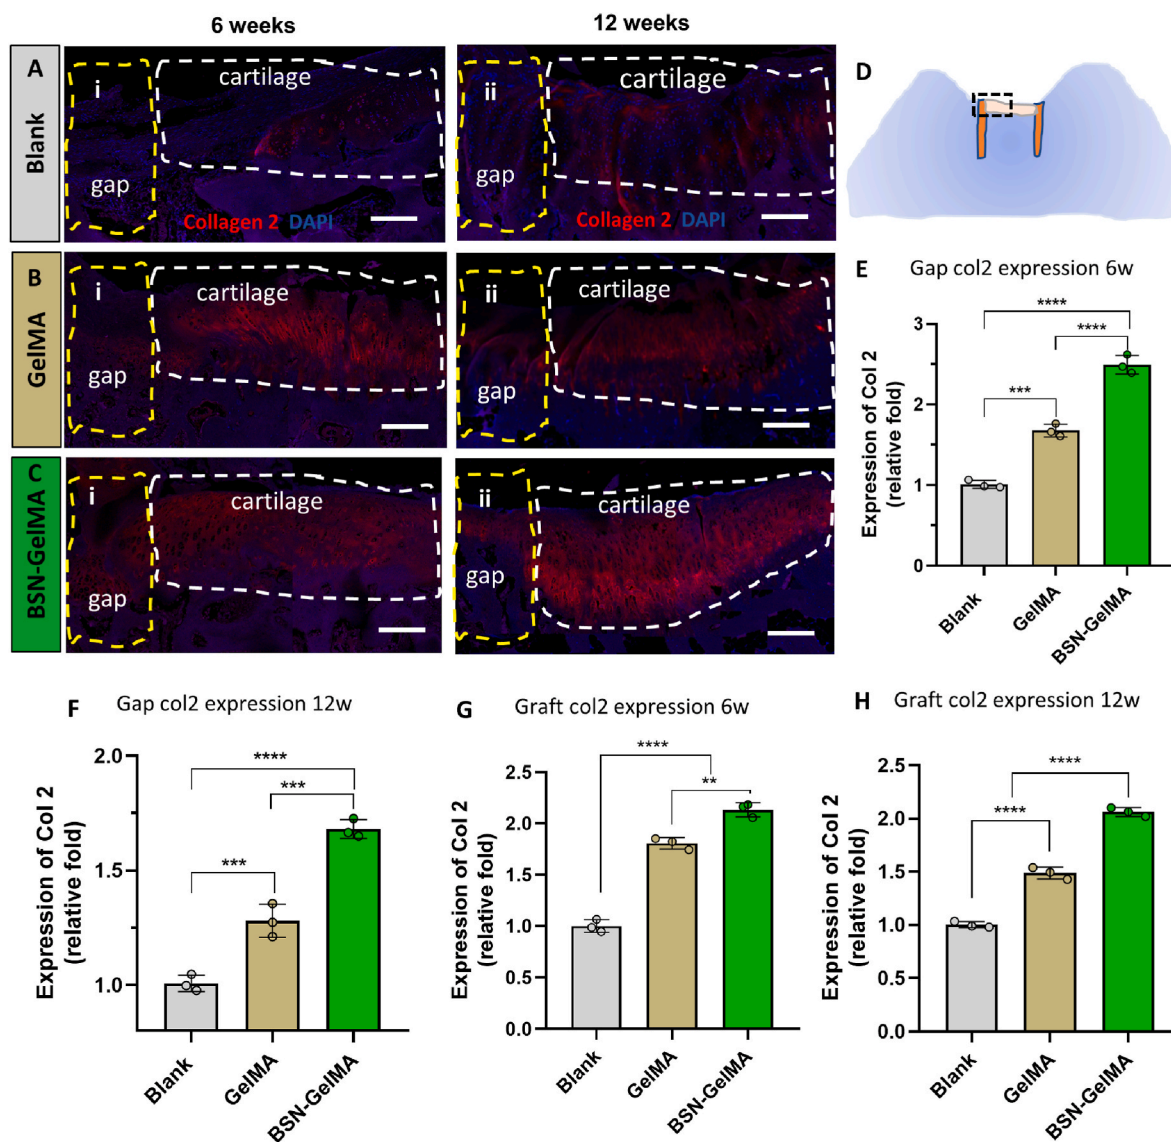 6 weeks
12 weeks
A
Blank
i
cartilage
gap
Collagen 2 DAPI
ii
cartilage
gap
Collagen 2 DAPI
D
B
GelMA
i
cartilage
gap
ii
cartilage
gap
C
BSN-GelMA
i
cartilage
gap
ii
cartilage
gap
E
Gap col2 expression 6w
Expression of Col 2
(relative fold)
3
2
1
0
****
****
***
Blank
GelMA
BSN-GelMA
F
Gap col2 expression 12w
Expression of Col 2
(relative fold)
2.0
1.5
1.0
****
***
***
Blank
GelMA
BSN-GelMA
G
Graft col2 expression 6w
Expression of Col 2
(relative fold)
2.5
2.0
1.5
1.0
0.5
0.0
****
**
Blank
GelMA
BSN-GelMA
H
Graft col2 expression 12w
Expression of Col 2
(relative fold)
2.5
2.0
1.5
1.0
0.5
0.0
****
****
Blank
GelMA
BSN-GelMA